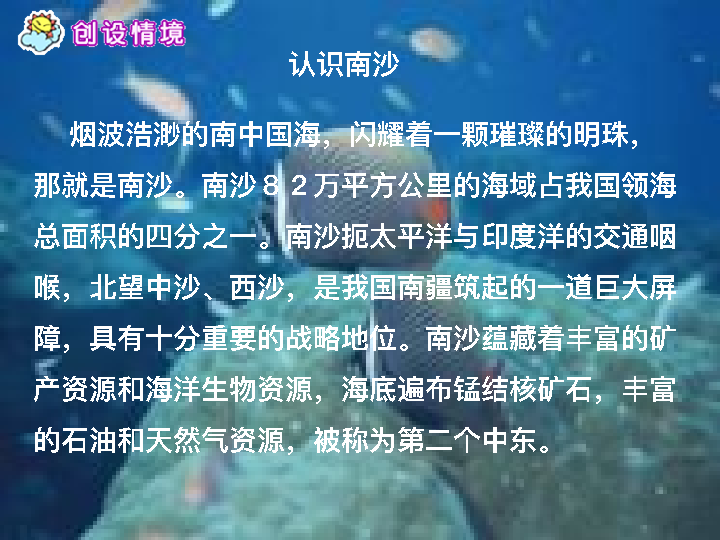 创设情境
认识南沙
烟波浩渺的南中国海，闪耀着一颗璀璨的明珠，
那就是南沙。南沙８２万平方公里的海域占我国领海
总面积的四分之一。南沙扼太平洋与印度洋的交通咽
喉，北望中沙、西沙，是我国南疆筑起的一道巨大屏
障，具有十分重要的战略地位。南沙蕴藏着丰富的矿
产资源和海洋生物资源，海底遍布锰结核矿石，丰富
的石油和天然气资源，被称为第二个中东。